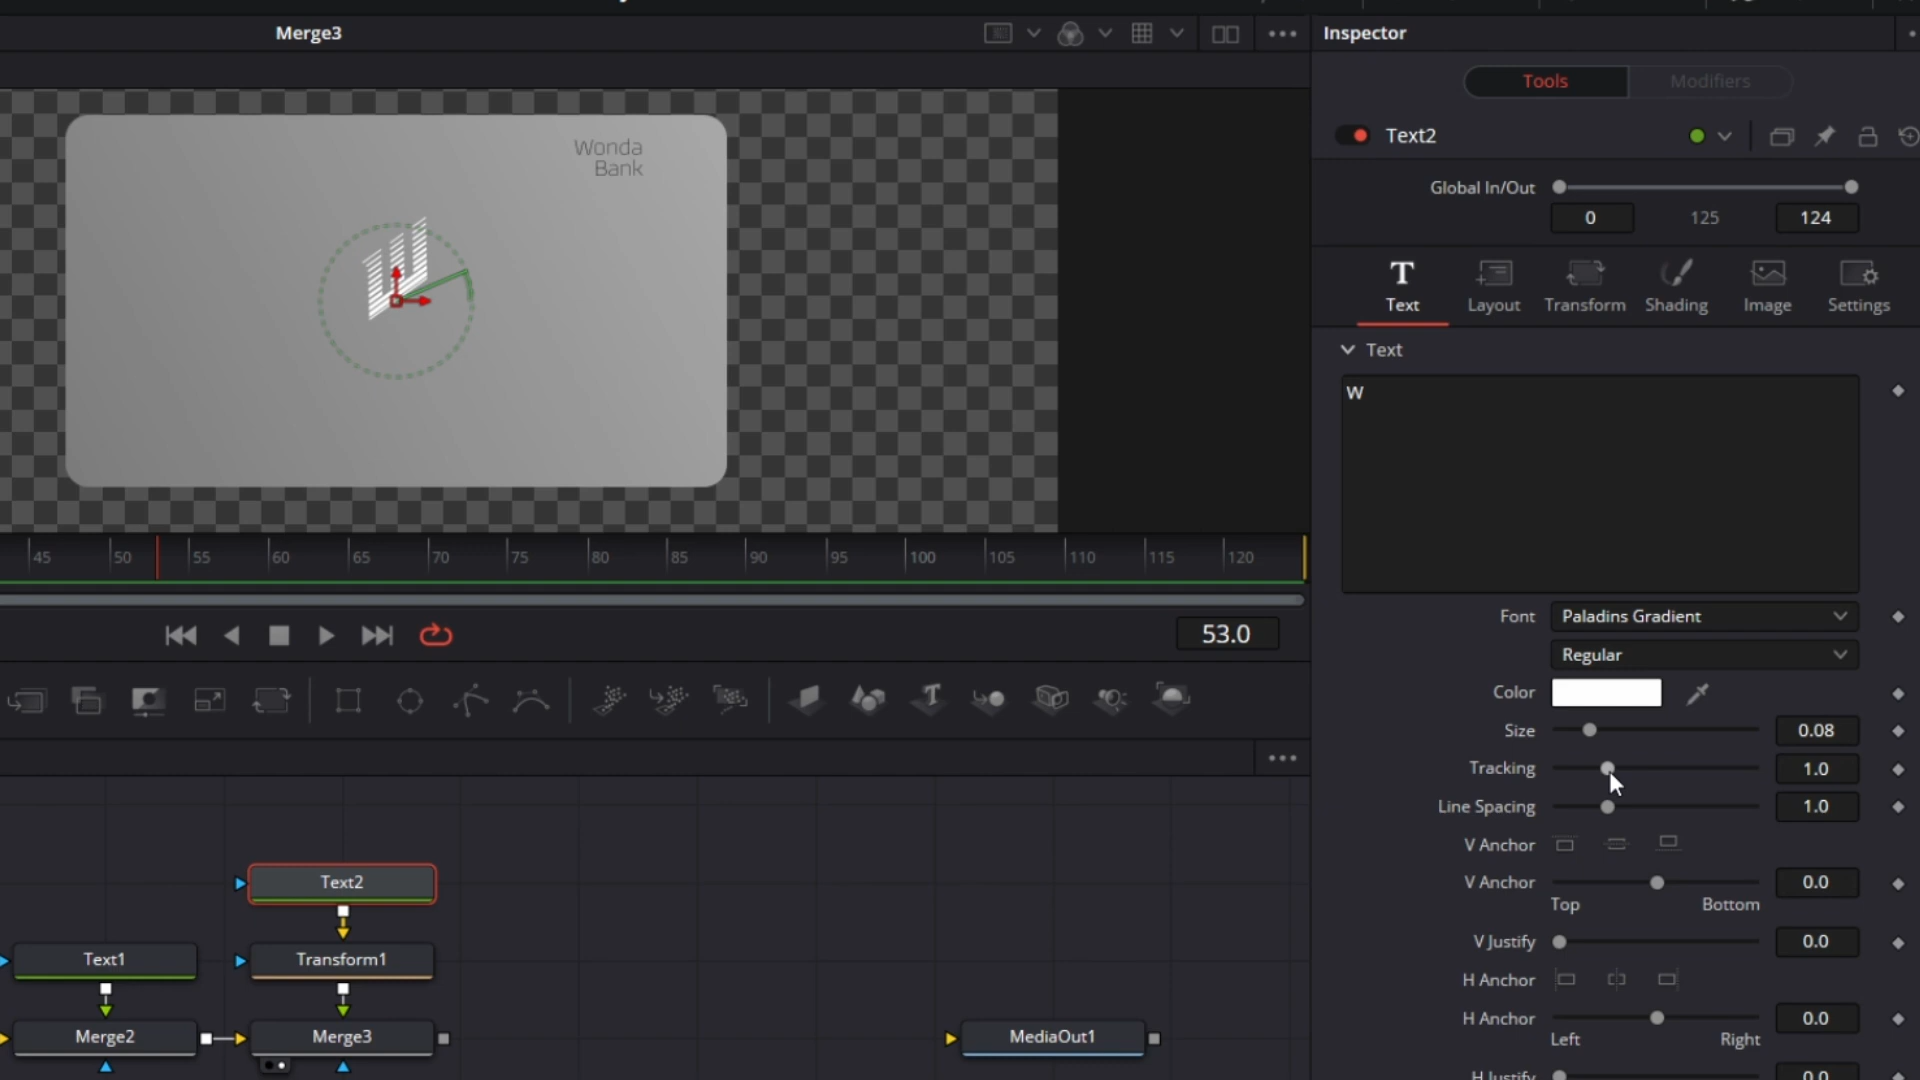 Merge3
Inspector
Tools
Modifiers
Text2
Global In/Out
0
125
124
Text
Layout
Transform
Shading
Image
Settings
Text
W
Wonda
Bank
45
50
55
60
65
70
75
80
85
90
95
100
105
110
115
120
53.0
Font
Paladins Gradient
Regular
Color
Size
0.08
Tracking
1.0
Line Spacing
1.0
V Anchor
V Anchor
0.0
Top
Bottom
V Justify
0.0
H Anchor
H Anchor
0.0
Left
Right
H Justify
0.0
Text2
Text1
Transform1
Merge2
Merge3
MediaOut1